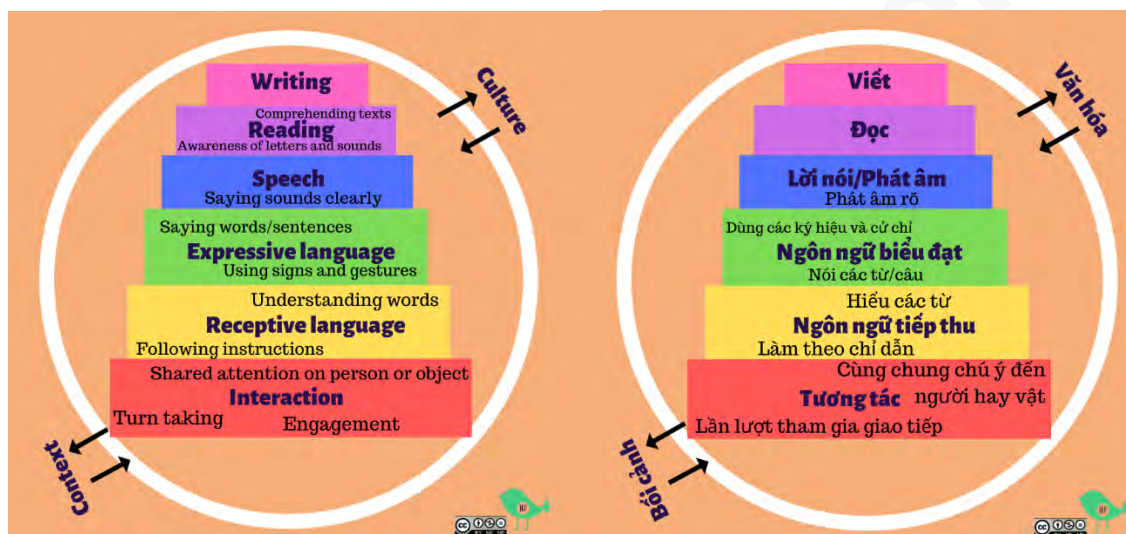 Writing
Comprehending texts
Reading
Awareness of letters and sounds
Speech
Saying sounds clearly
Saying words/sentences
Expressive language
Using signs and gestures
Understanding words
Receptive language
Following instructions
Shared attention on person or object
Interaction
Turn taking
Engagement
Culture
Context
Viết
Đọc
Lời nói/Phát âm
Phát âm rõ
Dùng các ký hiệu và cử chỉ
Ngôn ngữ biểu đạt
Nói các từ/câu
Hiểu các từ
Ngôn ngữ tiếp thu
Làm theo chỉ dẫn
Cùng chung chú ý đến
Tương tác người hay vật
Lần lượt tham gia giao tiếp
Văn hóa
Bối cảnh